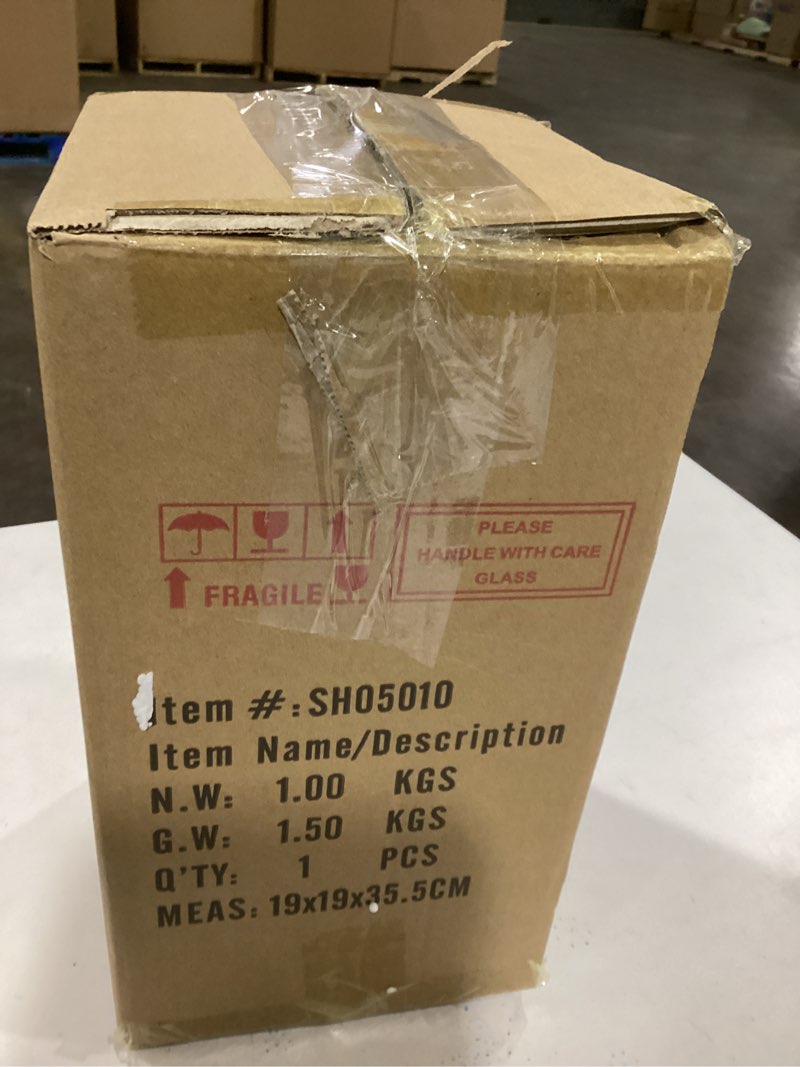 PLEASE
HANDLE WITH CARE
GLASS
FRAGILE
Item #: SH05010
Item Name/Description
N.W: 1.00 KGS
G.W: 1.50 KGS
Q'TY: 1 PCS
MEAS: 19x19x35.5CM